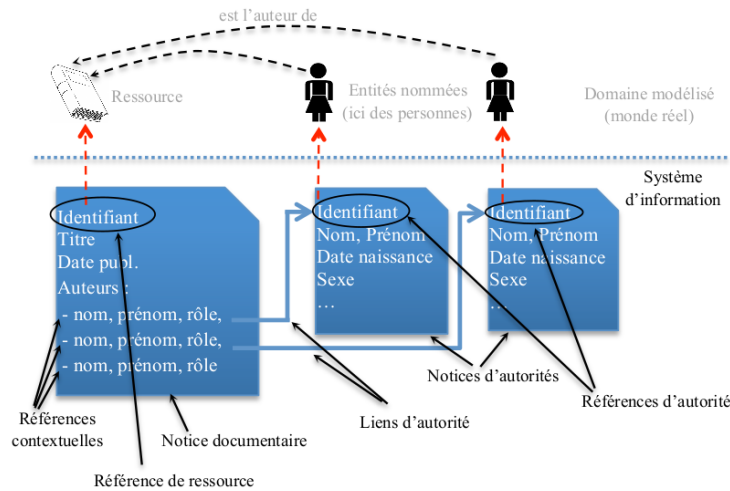 est l'auteur de
Ressource
Entités nommées
(ici des personnes)
Domaine modélisé
(monde réel)
Système
d'information
Identifiant
Titre
Date publ.
Auteurs :
- nom, prénom, rôle,
- nom, prénom, rôle,
- nom, prénom, rôle
Identifiant
Nom, Prénom
Date naissance
Sexe
…
Identifiant
Nom, Prénom
Date naissance
Sexe
…
Références
contextuelles
Notice documentaire
Référence de ressource
Liens d'autorité
Notices d'autorités
Références d'autorité